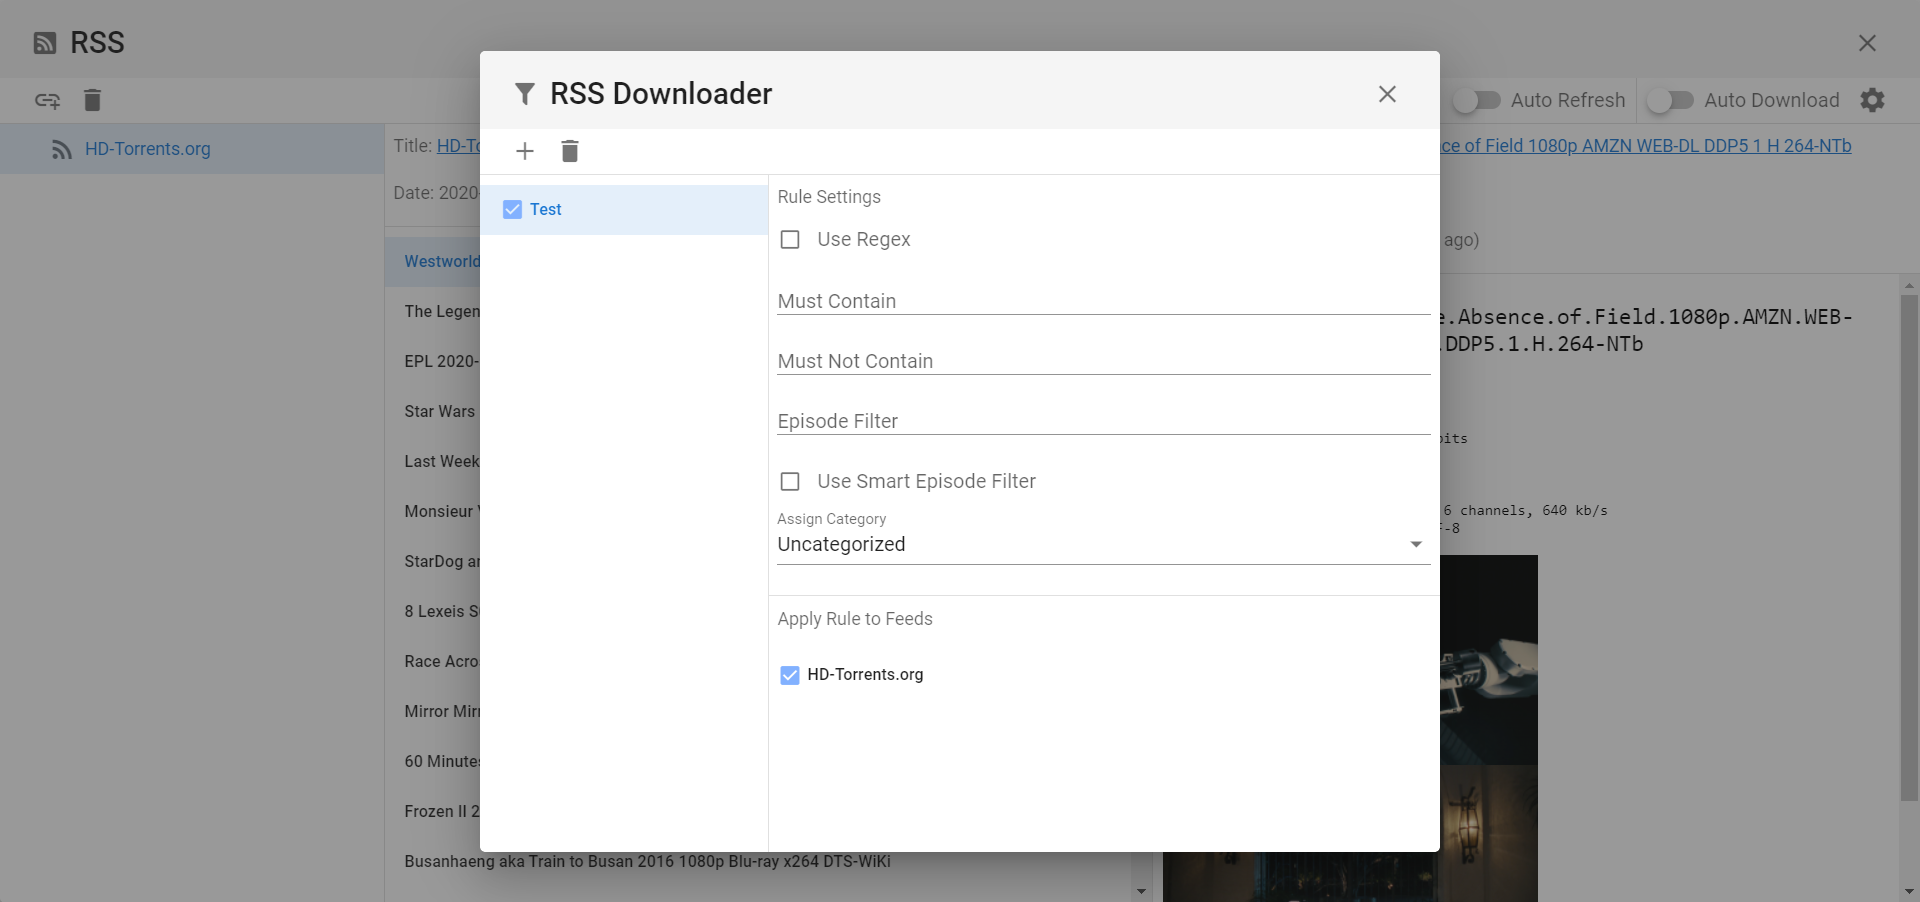 RSS
RSS Downloader
Auto Refresh
Auto Download
HD-Torrents.org
Title: HD-To
ce of Field 1080p AMZN WEB-DL DDP5 1 H 264-NTb
Date: 2020-
ago)
Test
Rule Settings
Use Regex
Must Contain
Must Not Contain
Episode Filter
Use Smart Episode Filter
Assign Category
Uncategorized
Apply Rule to Feeds
HD-Torrents.org
Westworld
The Legen
EPL 2020-
Star Wars
Last Week
Monsieur
StarDog
8 Lexeis
Race Acro
Mirror Mirr
60 Minutes
Frozen II 2
Busanhaeng aka Train to Busan 2016 1080p Blu-ray x264 DTS-WiKi
e.Absence.of.Field.1080p.AMZN.WEB-
.DDP5.1.H.264-NTb
bits
6 channels, 640 kb/s
F-8